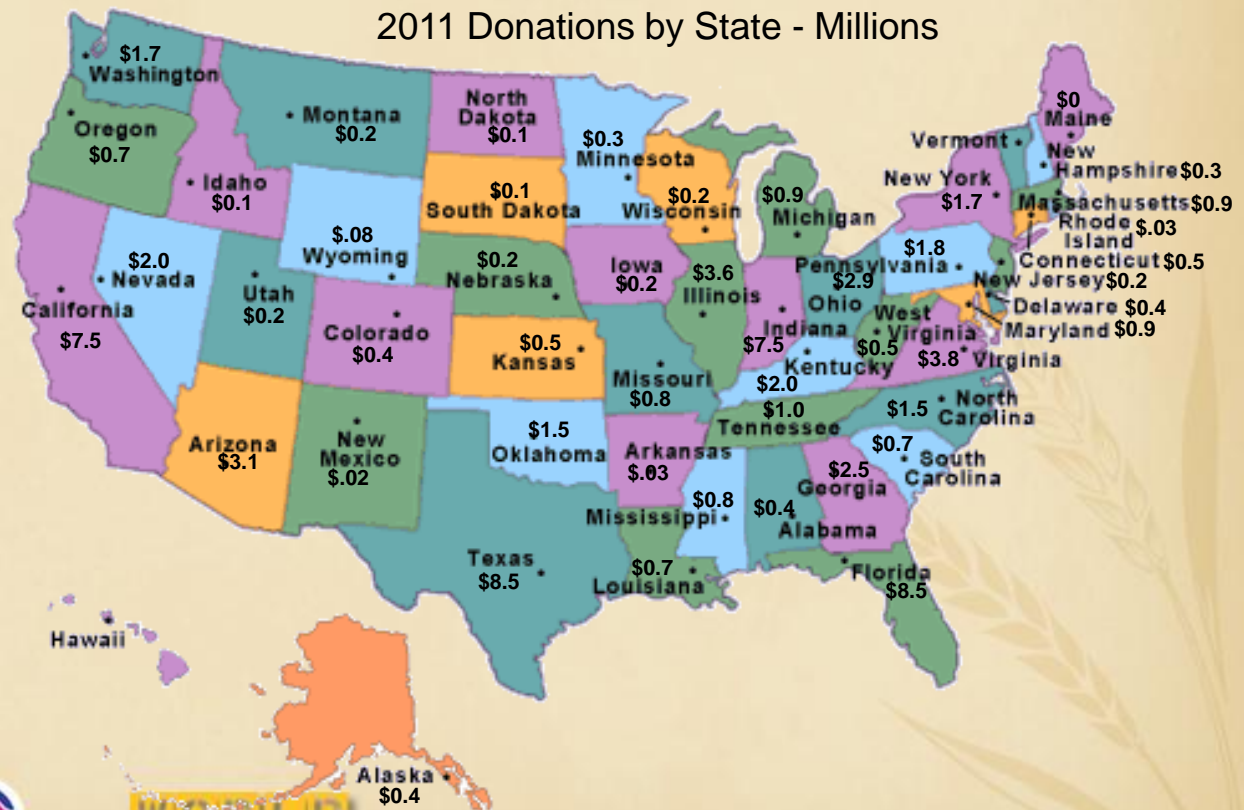 2011 Donations by State - Millions
$1.7
Washington
Oregon
$0.7
Montana
$0.2
Idaho
$0.1
North
Dakota
$0.1
$0.1
South Dakota
$0.3
Minnesota
$0.2
Wisconsin
$0.9
Michigan
$0
Maine
Vermont
New
Hampshire $0.3
New York
$1.7
Massachusetts $0.9
Rhode
Island $.03
Connecticut $0.5
New Jersey $0.2
Delaware $0.4
Maryland $0.9
$1.8
Pennsylvania
$2.9
Ohio
$.08
Wyoming
$2.0
Nevada
California
$7.5
Utah
$0.2
Colorado
$0.4
$0.2
Nebraska
Iowa
$0.2
$3.6
Illinois
Indiana
$7.5
West
Virginia
$0.5
$3.8 Virginia
Kentucky
$2.0
$0.5
Kansas
Missouri
$0.8
$1.0
Tennessee
$1.5 North
Carolina
$0.7
South
Carolina
Arizona
$3.1
New
Mexico
$.02
$1.5
Oklahoma
Arkansas
$.03
$0.8
Mississippi
$0.4
Alabama
$2.5
Georgia
Texas
$8.5
$0.7
Louisiana
Florida
$8.5
Hawaii
Alaska
$0.4